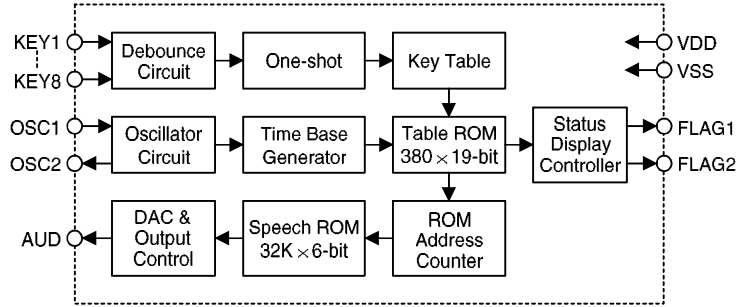 KEY1
KEY8
Debounce
Circuit
One-shot
Key Table
VDD
VSS
OSC1
OSC2
Oscillator
Circuit
Time Base
Generator
Table ROM
380 × 19-bit
Status
Display
Controller
FLAG1
FLAG2
AUD
DAC &
Output
Control
Speech ROM
32K × 6-bit
ROM
Address
Counter